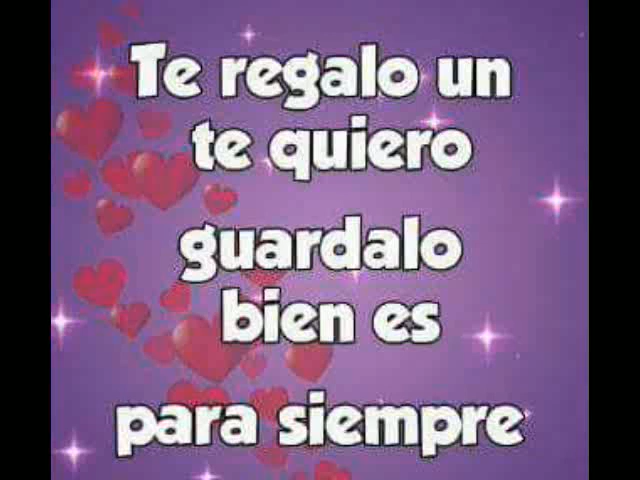 Te regalo un
te quiero
guardalo
bien es
para siempre